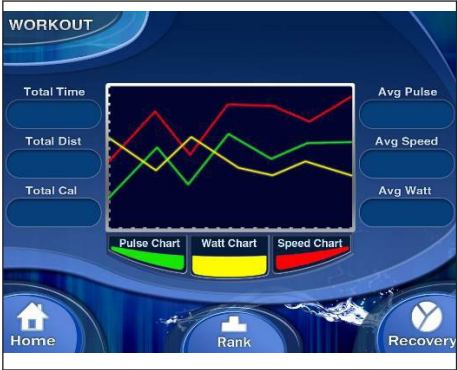 WORKOUT
Total Time
Avg Pulse
Total Dist
Avg Speed
Total Cal
Avg Watt
Pulse Chart
Watt Chart
Speed Chart
Home
Rank
Recovery